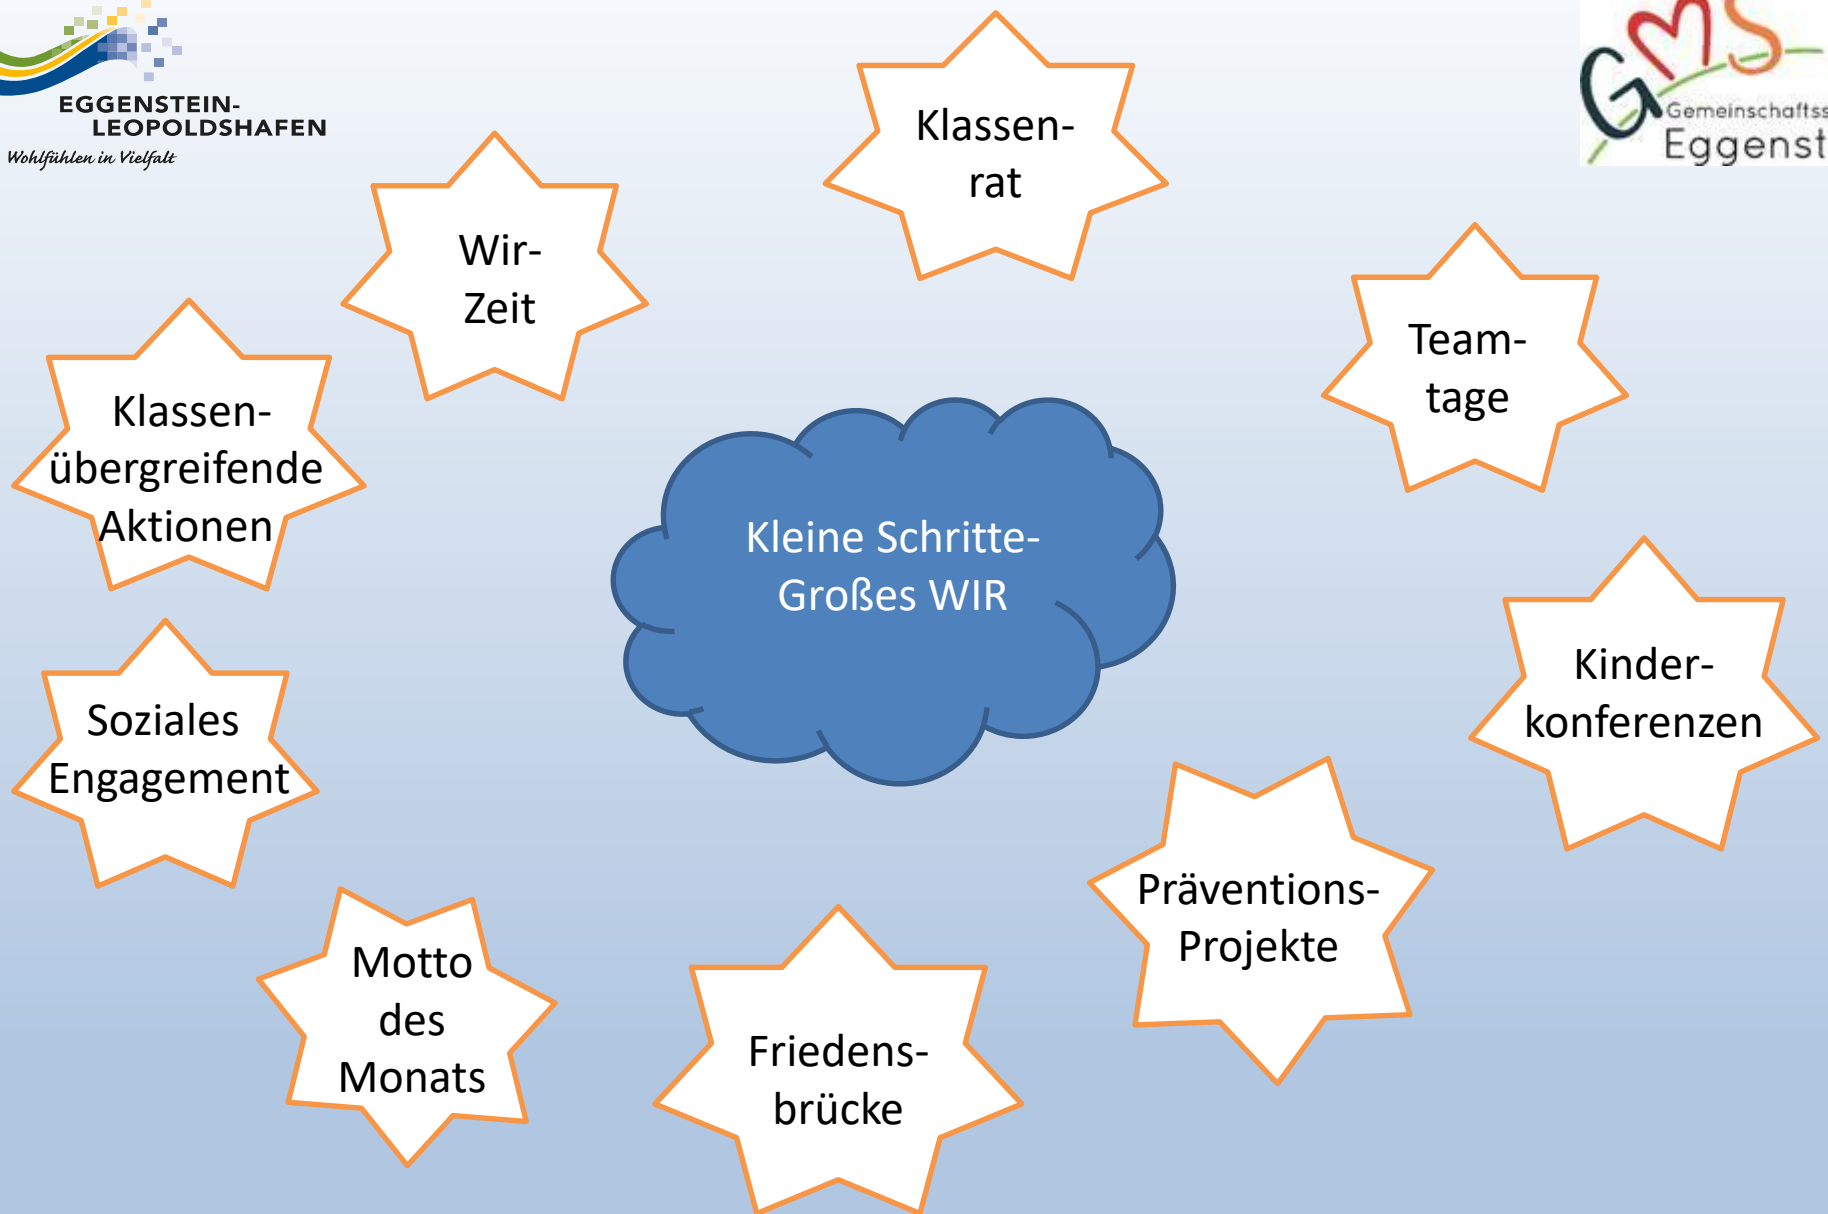 EGGENSTEIN-
LEOPOLDSHAFEN
Wohlfühlen in Vielfalt
GMS
Gemeinschaftss
Eggenst
Klassen-
rat
Wir-
Zeit
Team-
tage
Klassen-
übergreifende
Aktionen
Kleine Schritte-
Großes WIR
Kinder-
konferenzen
Soziales
Engagement
Präventions-
Projekte
Motto
des
Monats
Friedens-
brücke